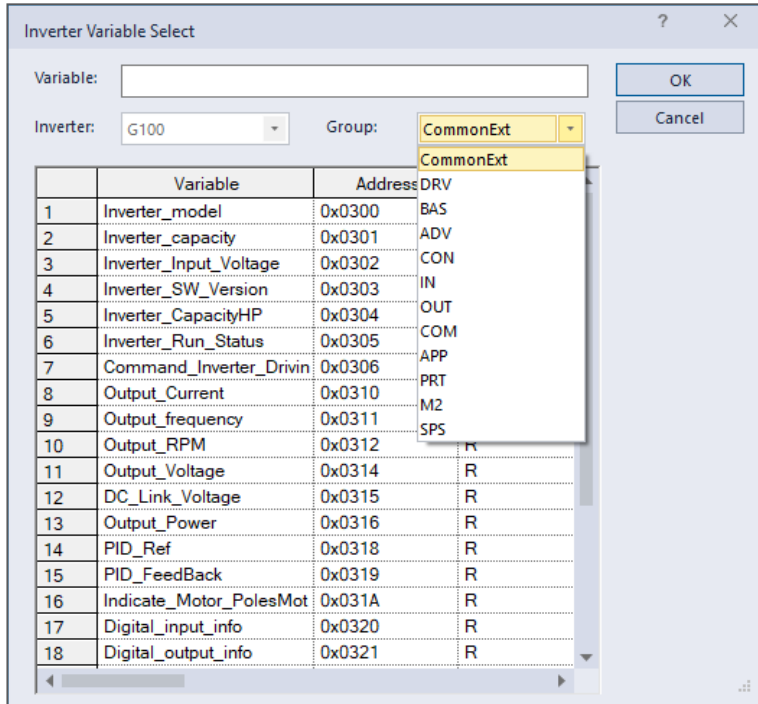 Inverter Variable Select
?
Variable:
OK
Inverter: G100 Group: CommonExt
Cancel
CommonExt
DRV
BAS
ADV
CON
IN
OUT
COM
APP
PRT
M2
SPS
Variable Address
1 Inverter_model 0x0300
2 Inverter_capacity 0x0301
3 Inverter_Input_Voltage 0x0302
4 Inverter_SW_Version 0x0303
5 Inverter_CapacityHP 0x0304
6 Inverter_Run_Status 0x0305
7 Command_Inverter_Drivin 0x0306
8 Output_Current 0x0310
9 Output_frequency 0x0311
10 Output_RPM 0x0312 R
11 Output_Voltage 0x0314 R
12 DC_Link_Voltage 0x0315 R
13 Output_Power 0x0316 R
14 PID_Ref 0x0318 R
15 PID_FeedBack 0x0319 R
16 Indicate_Motor_PolesMot 0x031A R
17 Digital_input_info 0x0320 R
18 Digital_output_info 0x0321 R